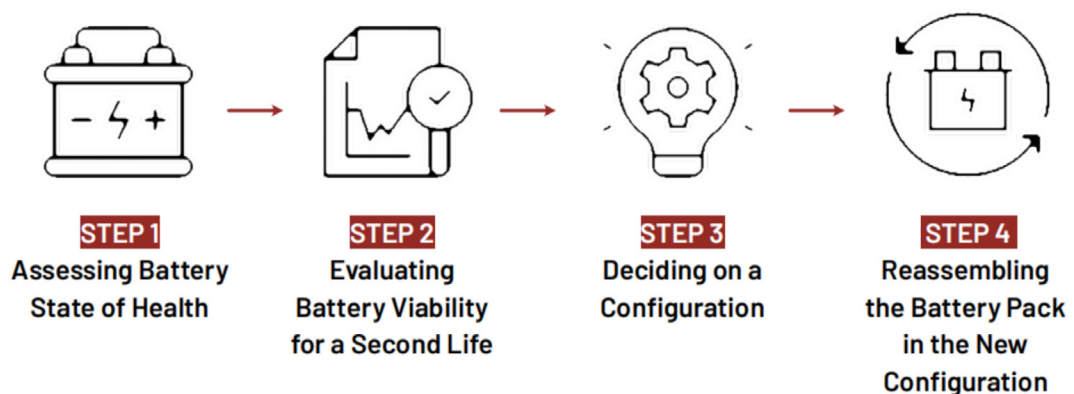 STEP 1
Assessing Battery
State of Health
STEP 2
Evaluating
Battery Viability
for a Second Life
STEP 3
Deciding on a
Configuration
STEP 4
Reassembling
the Battery Pack
in the New
Configuration